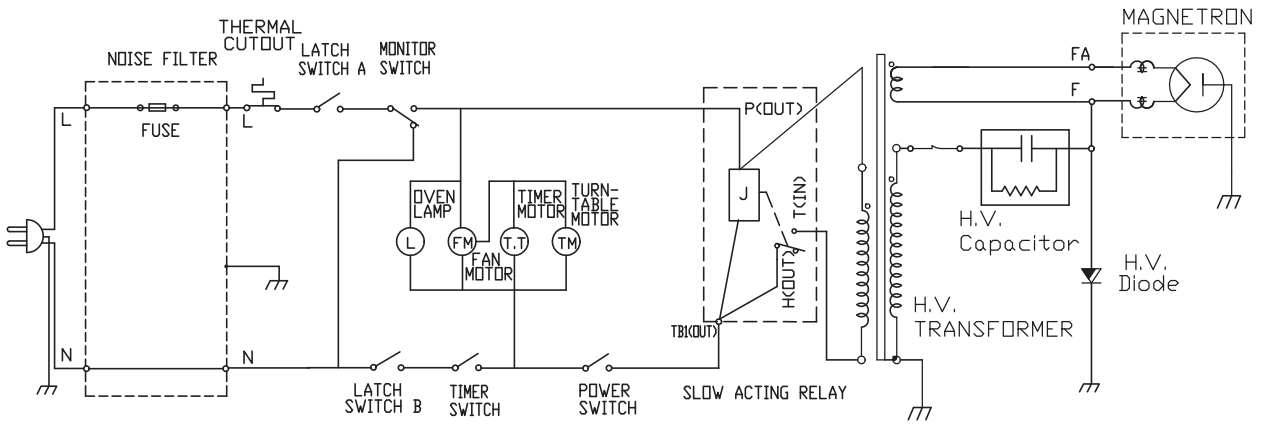 MAGNETRON
THERMAL
CUTOUT
NOISE FILTER
LATCH
SWITCH A
MONITOR
SWITCH
FA
F
L
FUSE
L
P(OUT)
J
T(IN)
H(OUT)
OVEN
LAMP
TIMER
MOTOR
TURN-
TABLE
MOTOR
L
FM
T.T
TM
FAN
MOTOR
H.V.
Capacitor
H.V.
Diode
H.V.
TRANSFORMER
TB1(OUT)
N
N
LATCH
SWITCH B
TIMER
SWITCH
POWER
SWITCH
SLOW ACTING RELAY